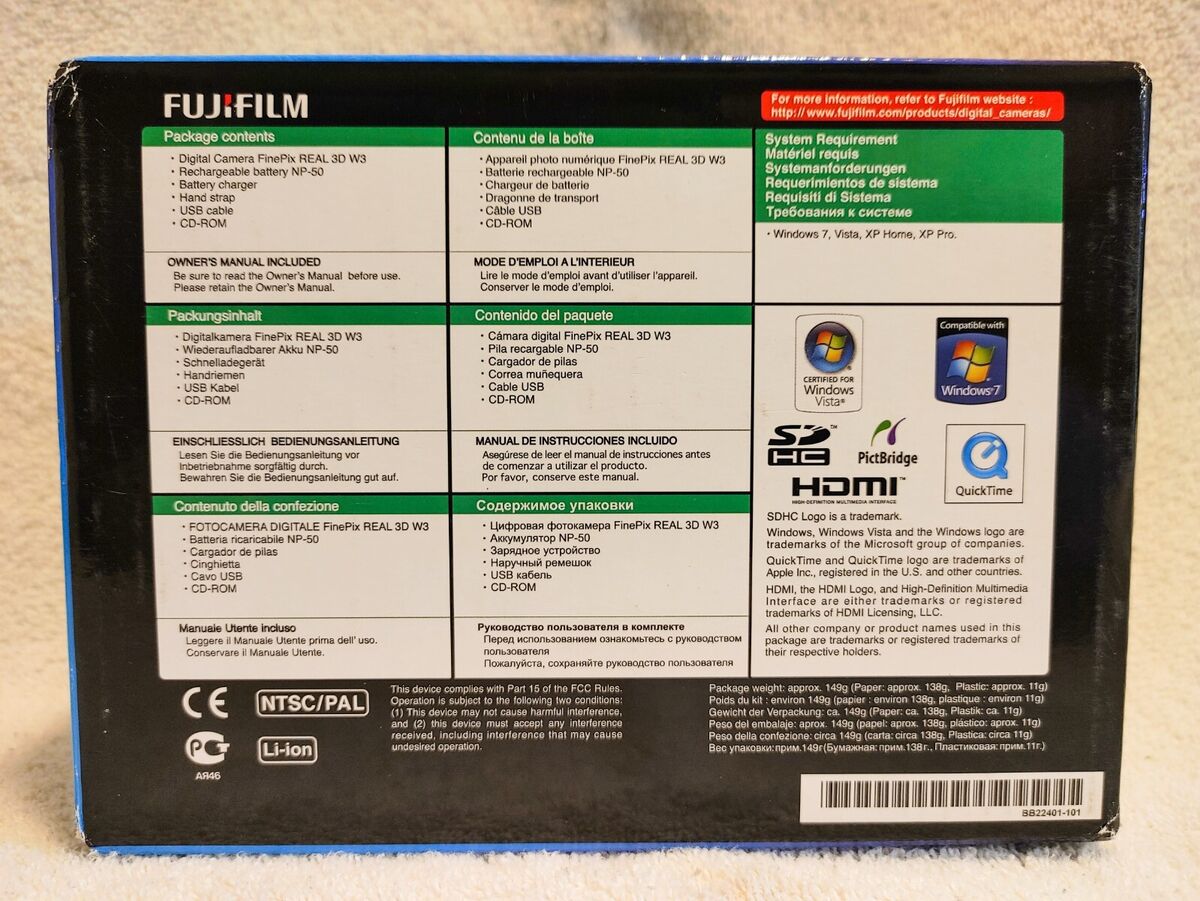 FUJIFILM
For more information, refer to Fujifilm website :
http://www.fujifilm.com/products/digital_cameras/
Package contents
・Digital Camera FinePix REAL 3D W3
・Rechargeable battery NP-50
・Battery charger
・Hand strap
・USB cable
・CD-ROM
OWNER'S MANUAL INCLUDED
Be sure to read the Owner's Manual before use.
Please retain the Owner's Manual.
Contenu de la boîte
・Appareil photo numérique FinePix REAL 3D W3
・Batterie rechargeable NP-50
・Chargeur de batterie
・Dragonne de transport
・Câble USB
・CD-ROM
MODE D'EMPLOI A L'INTERIEUR
Lire le mode d'emploi avant d'utiliser l'appareil.
Conserver le mode d'emploi.
System Requirement
Matériel requis
Systemanforderungen
Requerimientos de sistema
Requisiti di Sistema
Требования к системе
・Windows 7, Vista, XP Home, XP Pro.
Packungsinhalt
・Digitalkamera FinePix REAL 3D W3
・Wiederaufladbarer Akku NP-50
・Schnelladegerät
・Handriemen
・USB Kabel
・CD-ROM
EINSCHLIESSLICH BEDIENUNGSANLEITUNG
Lesen Sie die Bedienungsanleitung vor
Inbetriebnahme sorgfältig durch.
Bewahren Sie die Bedienungsanleitung gut auf.
Contenido del paquete
・Cámara digital FinePix REAL 3D W3
・Pila recargable NP-50
・Cargador de pilas
・Correa muñequera
・Cable USB
・CD-ROM
MANUAL DE INSTRUCCIONES INCLUIDO
Asegúrese de leer el manual de instrucciones antes
de comenzar a utilizar el producto.
Por favor, conserve este manual.
CERTIFIED FOR
Windows
Vista®
Compatible with
Windows®7
SD™
HC
PictBridge
HDMI™
HIGH-DEFINITION MULTIMEDIA INTERFACE
QuickTime
SDHC Logo is a trademark.
Windows, Windows Vista and the Windows logo are
trademarks of the Microsoft group of companies.
QuickTime and QuickTime logo are trademarks of
Apple Inc., registered in the U.S. and other countries.
HDMI, the HDMI Logo, and High-Definition Multimedia
Interface are either trademarks or registered
trademarks of HDMI Licensing, LLC.
All other company or product names used in this
package are trademarks or registered trademarks of
their respective holders.
Contenuto della confezione
・FOTOCAMERA DIGITALE FinePix REAL 3D W3
・Batteria ricaricabile NP-50
・Cargador de pilas
・Cinghietta
・Cavo USB
・CD-ROM
Manuale Utente incluso
Leggere il Manuale Utente prima dell' uso.
Conservare il Manuale Utente.
Содержимое упаковки
・Цифровая фотокамера FinePix REAL 3D W3
・Аккумулятор NP-50
・Зарядное устройство
・Наручный ремешок
・USB кабель
・CD-ROM
Руководство пользователя в комплекте
Перед использованием ознакомьтесь с руководством
пользователя
Пожалуйста, сохраняйте руководство пользователя
CE
NTSC/PAL
АЯ46
Li-ion
This device complies with Part 15 of the FCC Rules.
Operation is subject to the following two conditions:
(1) This device may not cause harmful interference,
and (2) this device must accept any interference
received, including interference that may cause
undesired operation.
Package weight: approx. 149g (Paper: approx. 138g, Plastic: approx. 11g)
Poids du kit : environ 149g (papier : environ 138g, plastique : environ 11g)
Gewicht der Verpackung: ca. 149g (Papier: ca. 138g, Plastik: ca. 11g)
Peso del embalaje: aprox. 149g (papel: aprox. 138g, plástico: aprox. 11g)
Peso della confezione: circa 149g (carta: circa 138g, Plastica: circa 11g)
Вес упаковки:прим.149г(Бумажная:прим.138г., Пластиковая:прим.11г.)
BB22401-101